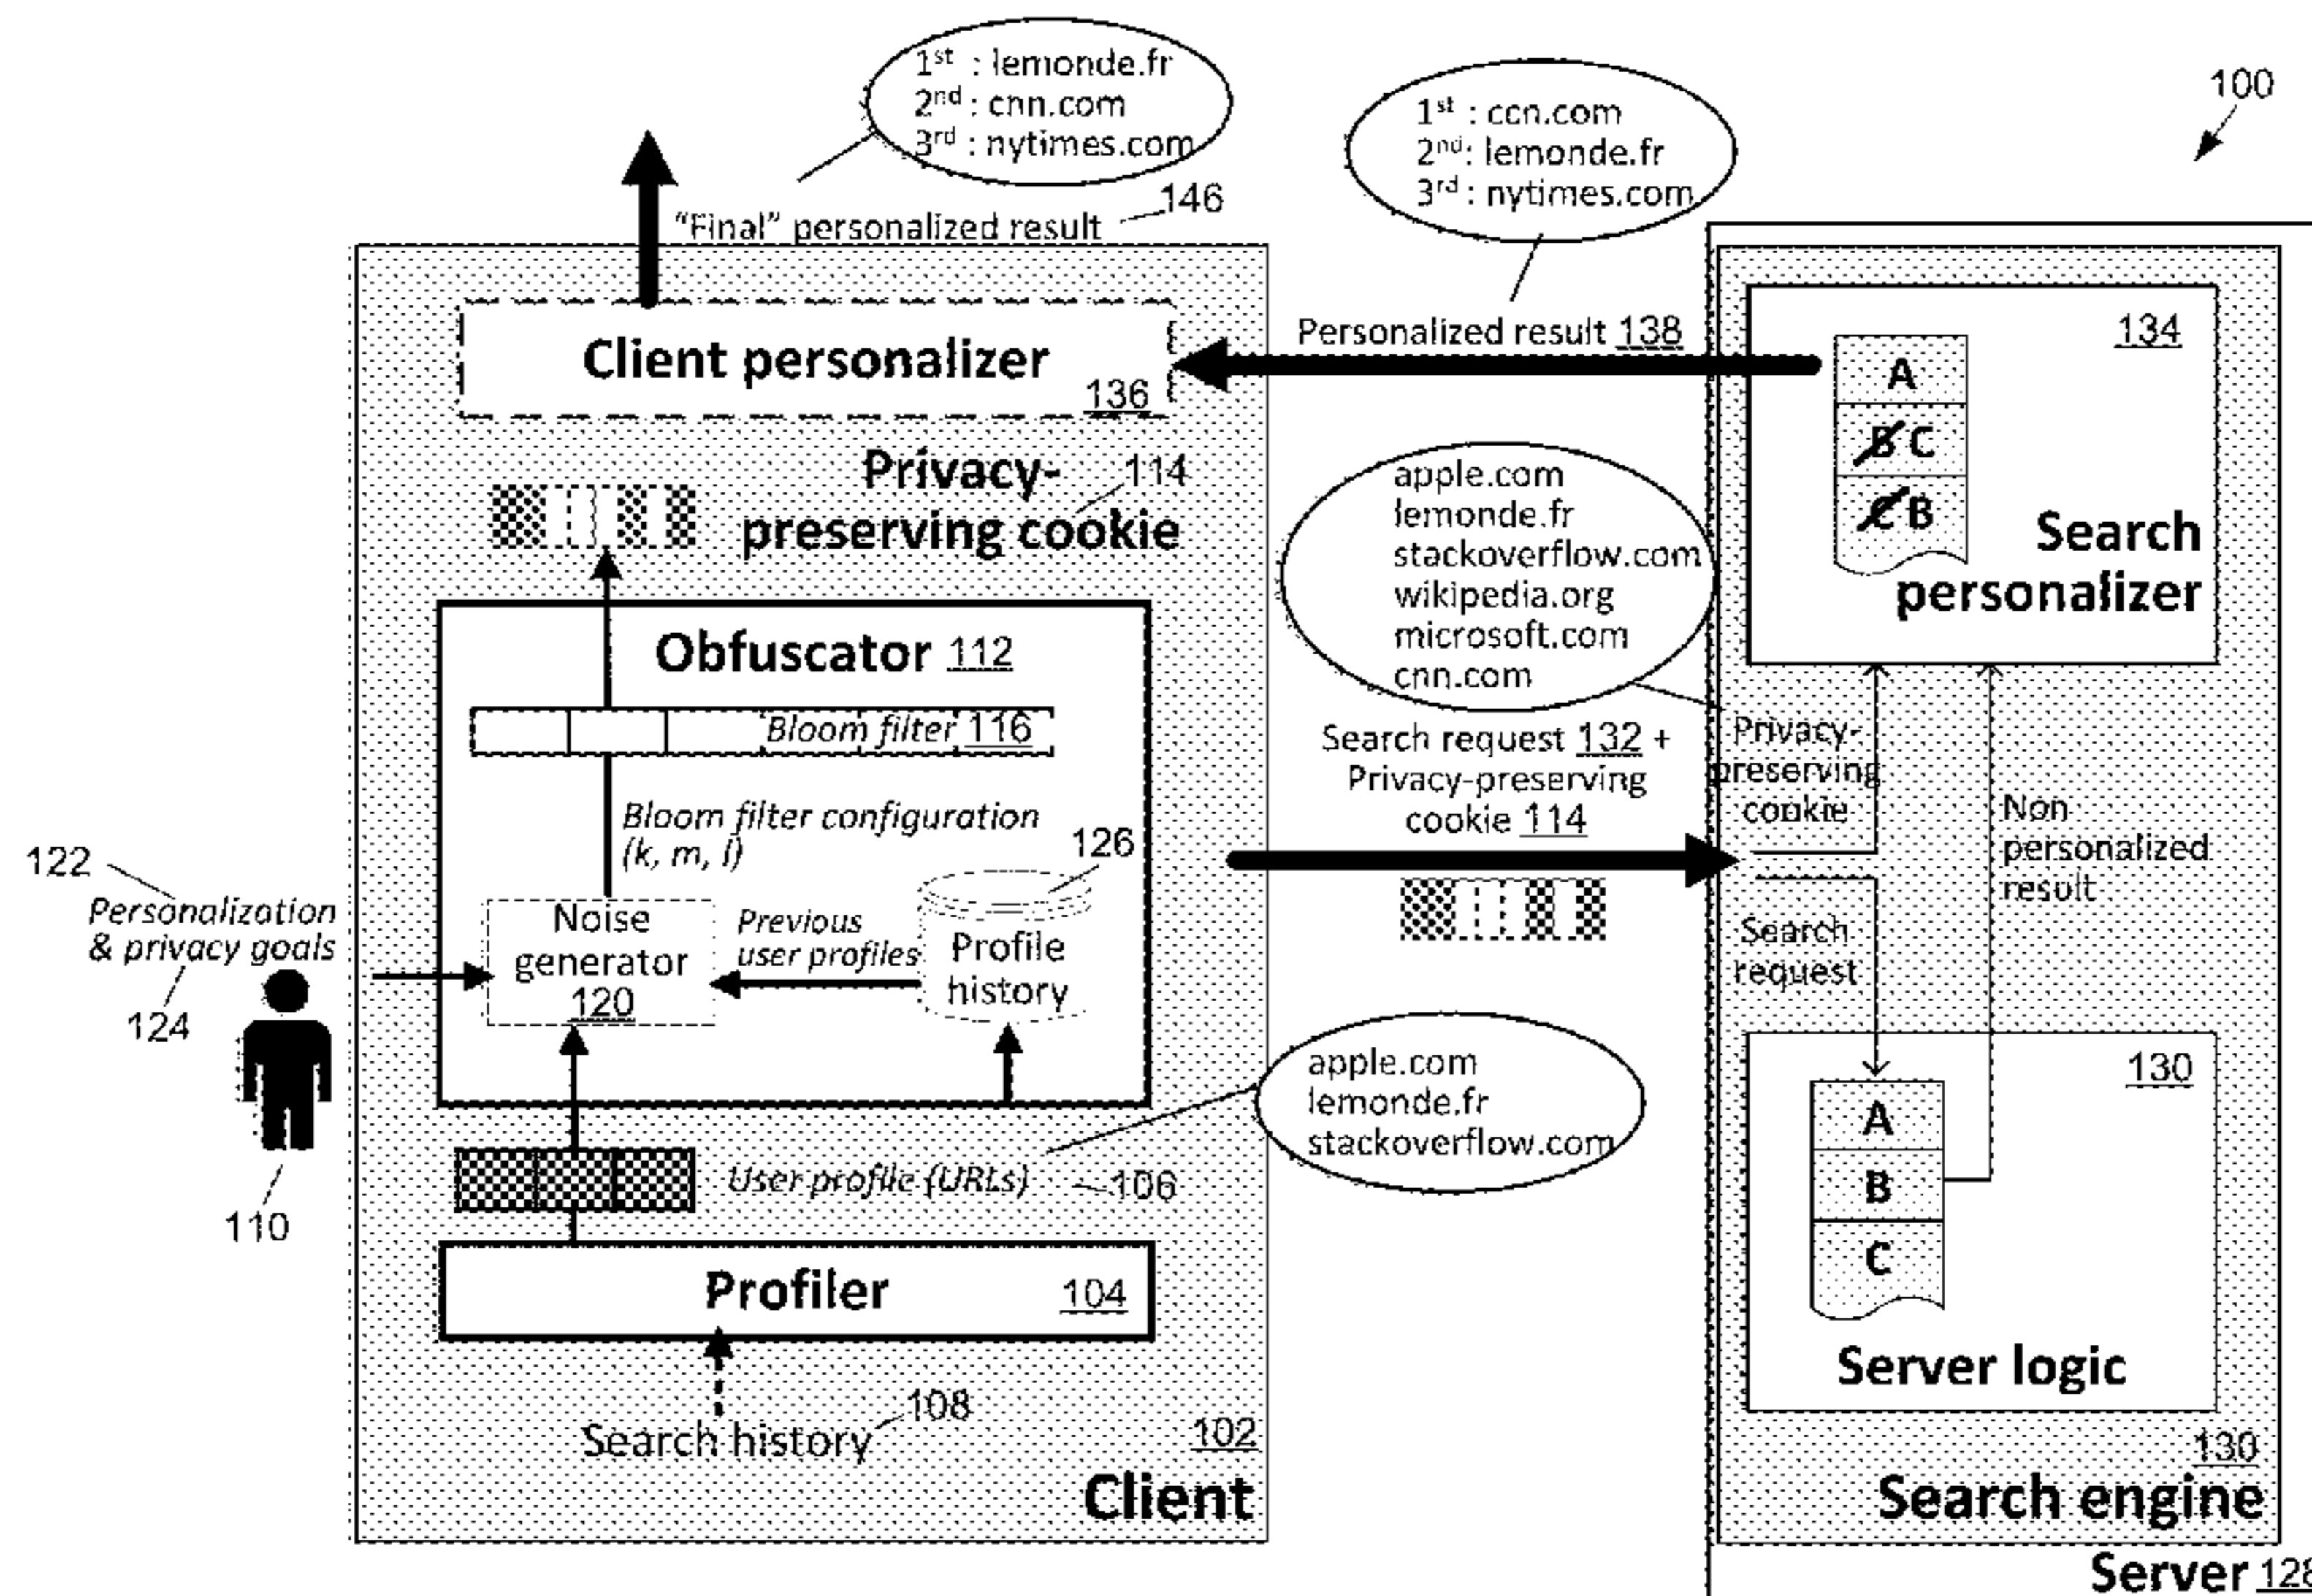 1st : lemonde.fr
2nd : cnn.com
3rd : nytimes.com
1st : ccn.com
2nd: lemonde.fr
3rd : nytimes.com
100
"Final" personalized result
146
Client personalizer
136
Personalized result 138
134
A
B C
C B
Search
personalizer
Privacy-
preserving cookie
114
apple.com
lemonde.fr
stackoverflow.com
wikipedia.org
microsoft.com
cnn.com
Obfuscator 112
Bloom filter 116
Bloom filter configuration
(k, m, l)
126
Search request 132 +
Privacy-preserving
cookie 114
Privacy-
preserving
cookie
Non
personalized
result
122
Personalization
& privacy goals
124
110
Noise
generator
120
Previous
user profiles
Profile
history
Search
request
apple.com
lemonde.fr
stackoverflow.com
User profile (URLs)
106
Profiler
104
Search history
108
102
Client
130
A
B
C
Server logic
130
Search engine
Server 128